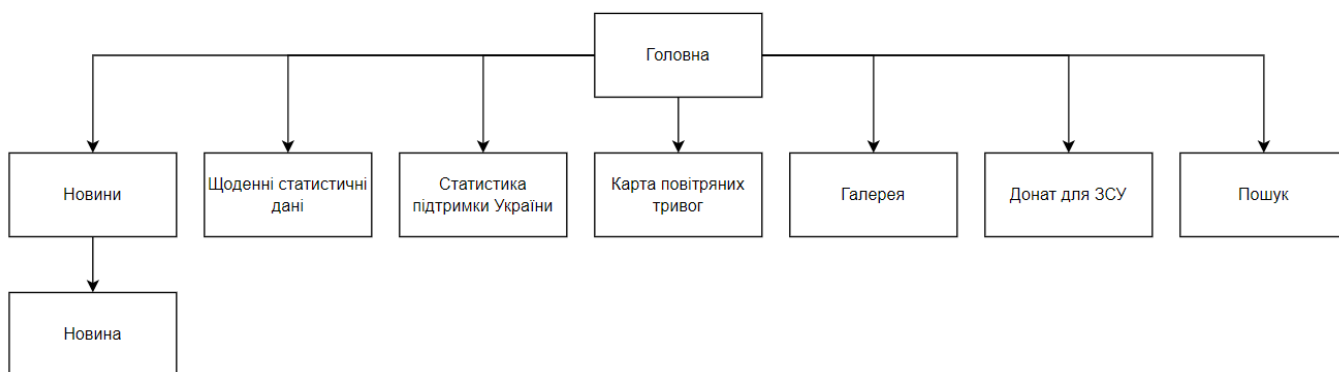 Головна
Новини
Щоденні статистичні
дані
Статистика
підтримки України
Карта повітряних
тривог
Галерея
Донат для ЗСУ
Пошук
Новина